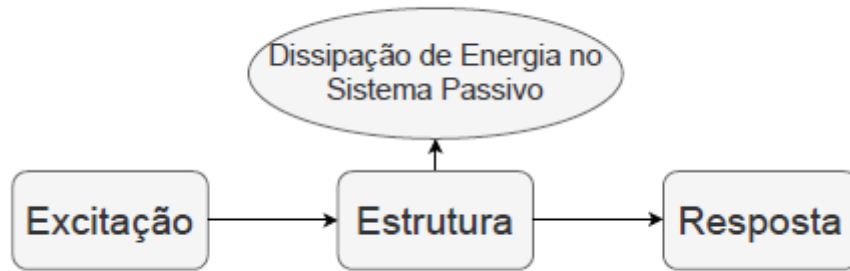 Dissipação de Energia no
Sistema Passivo
Excitação
Estrutura
Resposta